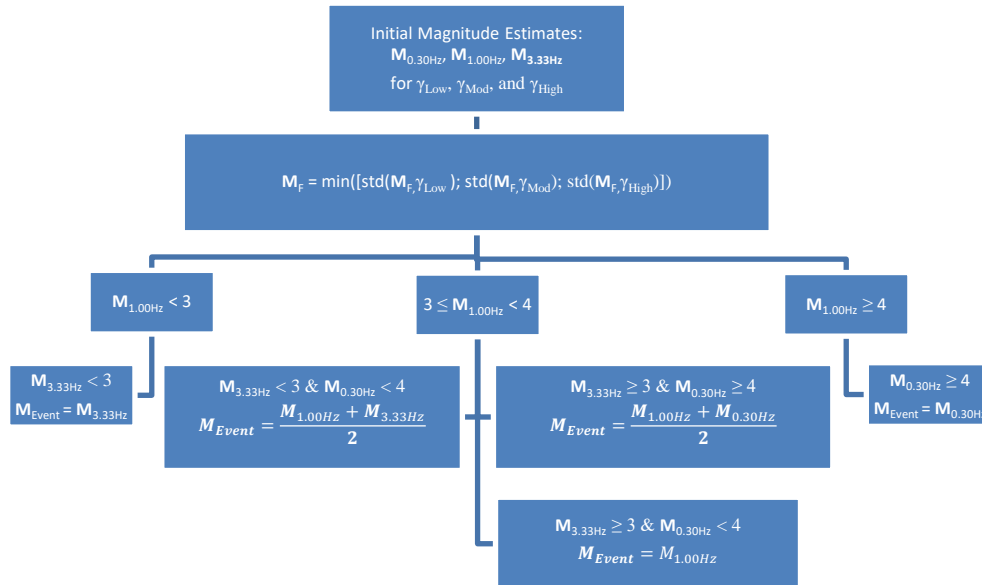 Initial Magnitude Estimates:
M0.30Hz, M1.00Hz, M3.33Hz
for γLow, γMod, and γHigh
MF = min([std(MF,γLow ); std(MF,γMod); std(MF,γHigh)])
M1.00Hz < 3
3 ≤ M1.00Hz < 4
M1.00Hz ≥ 4
M3.33Hz < 3
MEvent = M3.33Hz
M3.33Hz < 3 & M0.30Hz < 4
MEvent = (M1.00Hz + M3.33Hz) / 2
M3.33Hz ≥ 3 & M0.30Hz ≥ 4
MEvent = (M1.00Hz + M0.30Hz) / 2
M0.30Hz ≥ 4
MEvent = M0.30Hz
M3.33Hz ≥ 3 & M0.30Hz < 4
MEvent = M1.00Hz